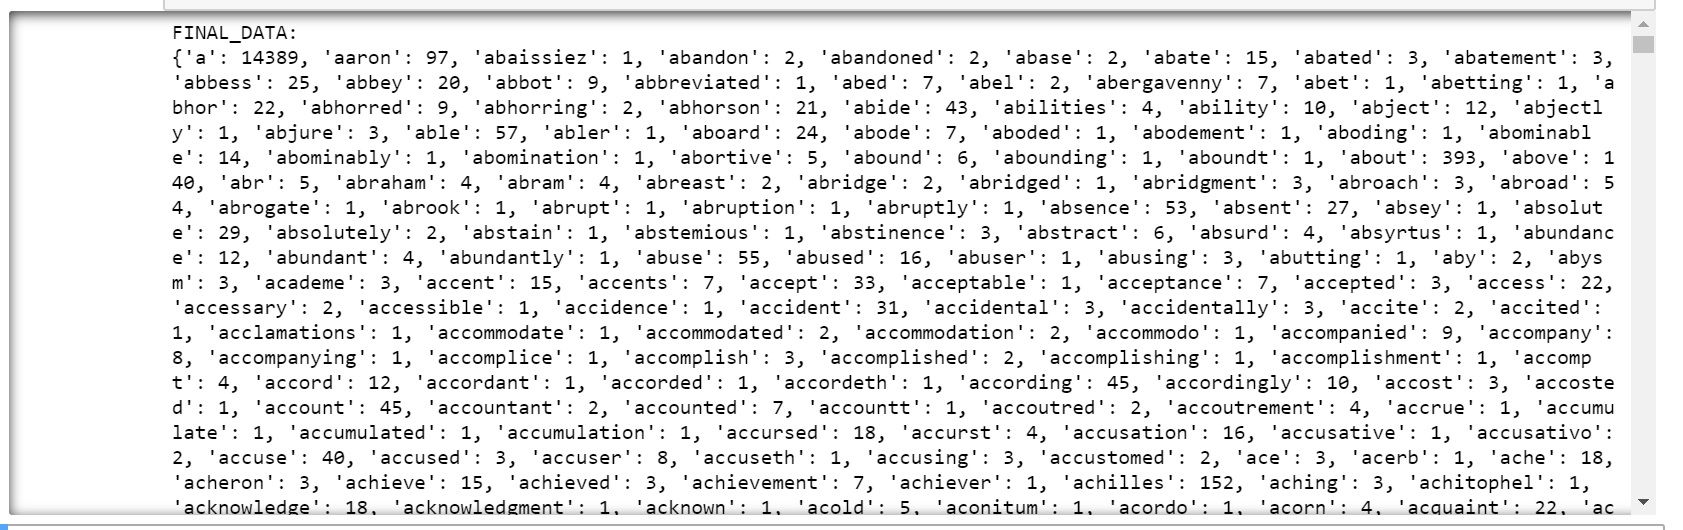 FINAL_DATA:
{'a': 14389, 'aaron': 97, 'abaissiez': 1, 'abandon': 2, 'abandoned': 2, 'abase': 2, 'abate': 15, 'abated': 3, 'abatement': 3,
'abbess': 25, 'abbey': 20, 'abbot': 9, 'abbreviated': 1, 'abed': 7, 'abel': 2, 'abergavenny': 7, 'abet': 1, 'abetting': 1, 'a
bhor': 22, 'abhorred': 9, 'abhorring': 2, 'abhorson': 21, 'abide': 43, 'abilities': 4, 'ability': 10, 'abject': 12, 'abjectl
y': 1, 'abjure': 3, 'able': 57, 'abler': 1, 'aboard': 24, 'abode': 7, 'aboded': 1, 'abodement': 1, 'aboding': 1, 'abominabl
e': 14, 'abominably': 1, 'abomination': 1, 'abortive': 5, 'abound': 6, 'abounding': 1, 'aboundt': 1, 'about': 393, 'above': 1
40, 'abr': 5, 'abraham': 4, 'abram': 4, 'abreast': 2, 'abridge': 2, 'abridged': 1, 'abridgment': 3, 'abroach': 3, 'abroad': 5
4, 'abrogate': 1, 'abrook': 1, 'abrupt': 1, 'abruption': 1, 'abruptly': 1, 'absence': 53, 'absent': 27, 'absey': 1, 'absolut
e': 29, 'absolutely': 2, 'abstain': 1, 'abstemious': 1, 'abstinence': 3, 'abstract': 6, 'absurd': 4, 'absyrtus': 1, 'abundanc
e': 12, 'abundant': 4, 'abundantly': 1, 'abuse': 55, 'abused': 16, 'abuser': 1, 'abusing': 3, 'abutting': 1, 'aby': 2, 'abys
m': 3, 'academe': 3, 'accent': 15, 'accents': 7, 'accept': 33, 'acceptable': 1, 'acceptance': 7, 'accepted': 3, 'access': 22,
'accessary': 2, 'accessible': 1, 'accidence': 1, 'accident': 31, 'accidental': 3, 'accidentally': 3, 'accite': 2, 'accited':
1, 'acclamations': 1, 'accommodate': 1, 'accommodated': 2, 'accommodation': 2, 'accommodo': 1, 'accompanied': 9, 'accompany':
8, 'accompanying': 1, 'accomplice': 1, 'accomplish': 3, 'accomplished': 2, 'accomplishing': 1, 'accomplishment': 1, 'accomp
t': 4, 'accord': 12, 'accordant': 1, 'accorded': 1, 'accordeth': 1, 'according': 45, 'accordingly': 10, 'accost': 3, 'accoste
d': 1, 'account': 45, 'accountant': 2, 'accounted': 7, 'accountt': 1, 'accoutred': 2, 'accoutrement': 4, 'accrue': 1, 'accumu
late': 1, 'accumulated': 1, 'accumulation': 1, 'accursed': 18, 'accurst': 4, 'accusation': 16, 'accusative': 1, 'accusativo':
2, 'accuse': 40, 'accused': 3, 'accuser': 8, 'accuseth': 1, 'accusing': 3, 'accustomed': 2, 'ace': 3, 'acerb': 1, 'ache': 18,
'acheron': 3, 'achieve': 15, 'achieved': 3, 'achievement': 7, 'achiever': 1, 'achilles': 152, 'aching': 3, 'achitophel': 1,
'acknowledge': 18, 'acknowledgment': 1, 'acknown': 1, 'acold': 5, 'aconitum': 1, 'acordo': 1, 'acorn': 4, 'acquaint': 22, 'ac